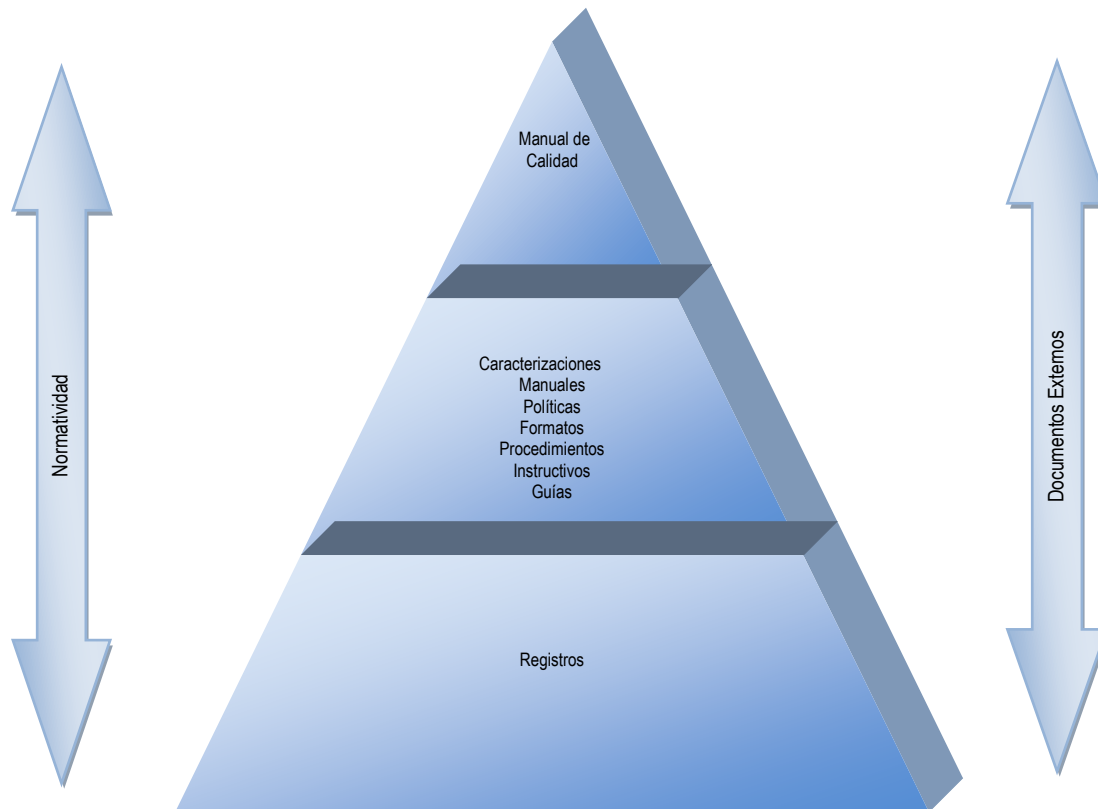 Manual de
Calidad
Normatividad
Caracterizaciones
Manuales
Políticas
Formatos
Procedimientos
Instructivos
Guías
Documentos Externos
Registros